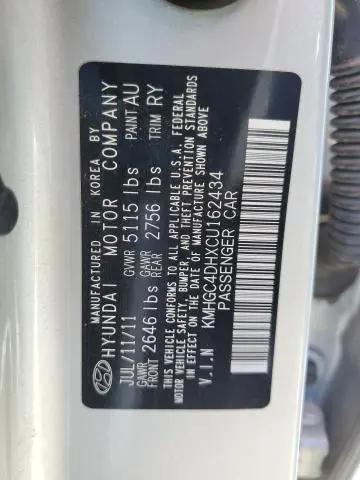 MANUFACTURED IN KOREA BY
HYUNDAI MOTOR COMPANY
JUL/11/11 GVWR 5115 lbs PAINT AU
GAWR FRONT 2646 lbs GAWR REAR 2756 lbs TRIM RY
THIS VEHICLE CONFORMS TO ALL APPLICABLE U.S.A. FEDERAL
MOTOR VEHICLE SAFETY, BUMPER, AND THEFT PREVENTION STANDARDS
IN EFFECT ON THE DATE OF MANUFACTURE SHOWN ABOVE
V.I.N KMHGC4DHXCU162434
PASSENGER CAR